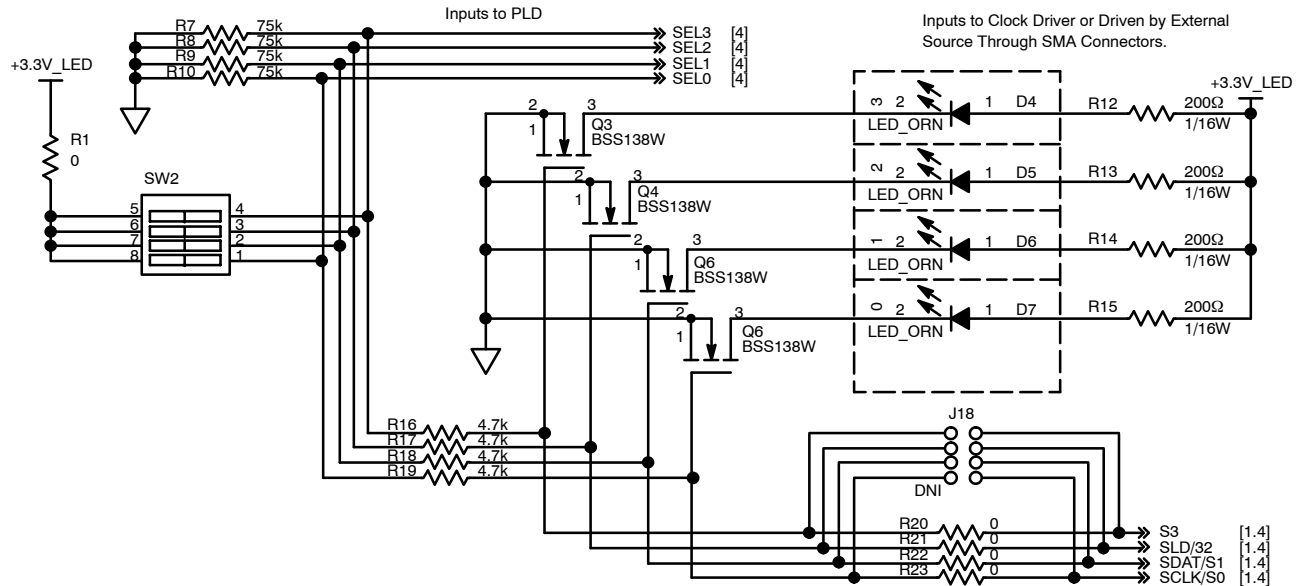 Inputs to PLD
Inputs to Clock Driver or Driven by External
Source Through SMA Connectors.
R7 75k SEL3 [4]
R8 75k SEL2 [4]
R9 75k SEL1 [4]
R10 75k SEL0 [4]
+3.3V_LED
+3.3V_LED
R1
0
SW2
5 4
6 3
7 2
8 1
2 3
1
Q3
BSS138W
3 2 1 D4 R12 200Ω
LED_ORN 1/16W
2 3
1
Q4
BSS138W
2 2 1 D5 R13 200Ω
LED_ORN 1/16W
2 3
1
Q6
BSS138W
1 2 1 D6 R14 200Ω
LED_ORN 1/16W
2 3
1
Q6
BSS138W
0 2 1 D7 R15 200Ω
LED_ORN 1/16W
R16 4.7k
R17 4.7k
R18 4.7k
R19 4.7k
J18
DNI
R20 0 S3 [1.4]
R21 0 SLD/32 [1.4]
R22 0 SDAT/S1 [1.4]
R23 0 SCLK/S0 [1.4]